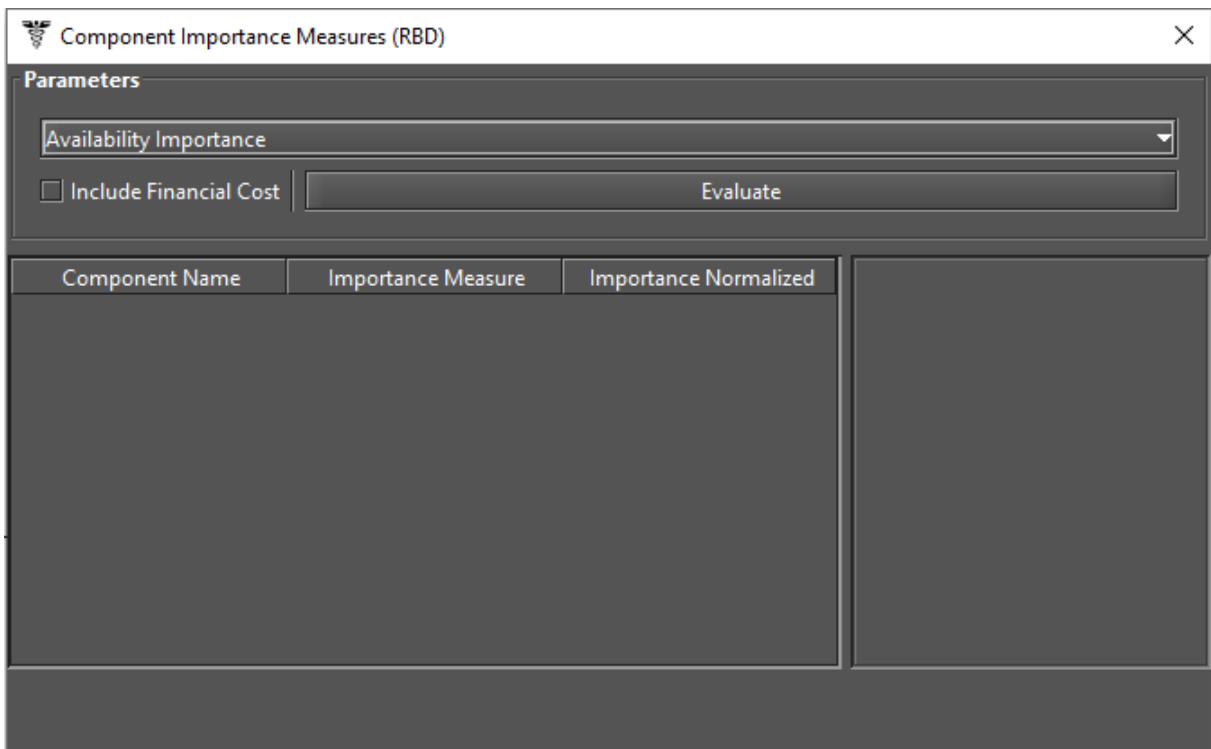 Component Importance Measures (RBD)
Parameters
Availability Importance
Include Financial Cost
Evaluate
Component Name
Importance Measure
Importance Normalized